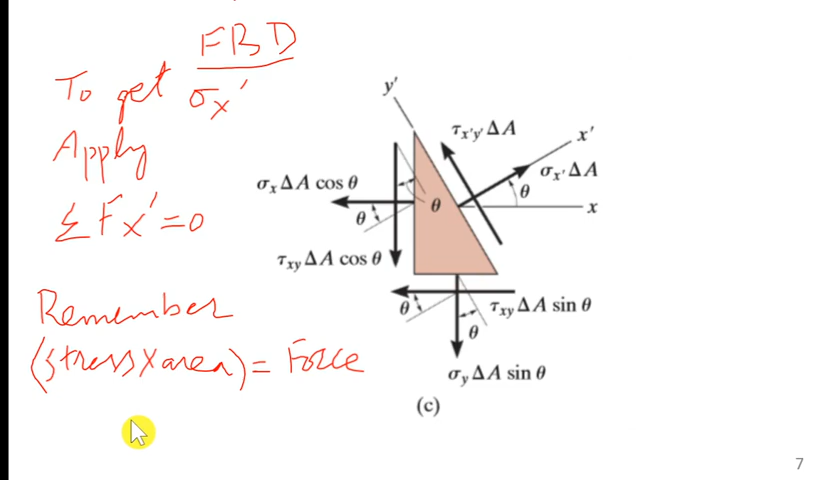 FBD
To get σx'
Apply
Σ Fx' = 0
Remember
(stress x area) = Force
y'
τx'y' ΔA
x'
σx' ΔA
θ
x
σx ΔA cos θ
θ
θ
τxy ΔA cos θ
θ
τxy ΔA sin θ
θ
σy ΔA sin θ
(c)
7